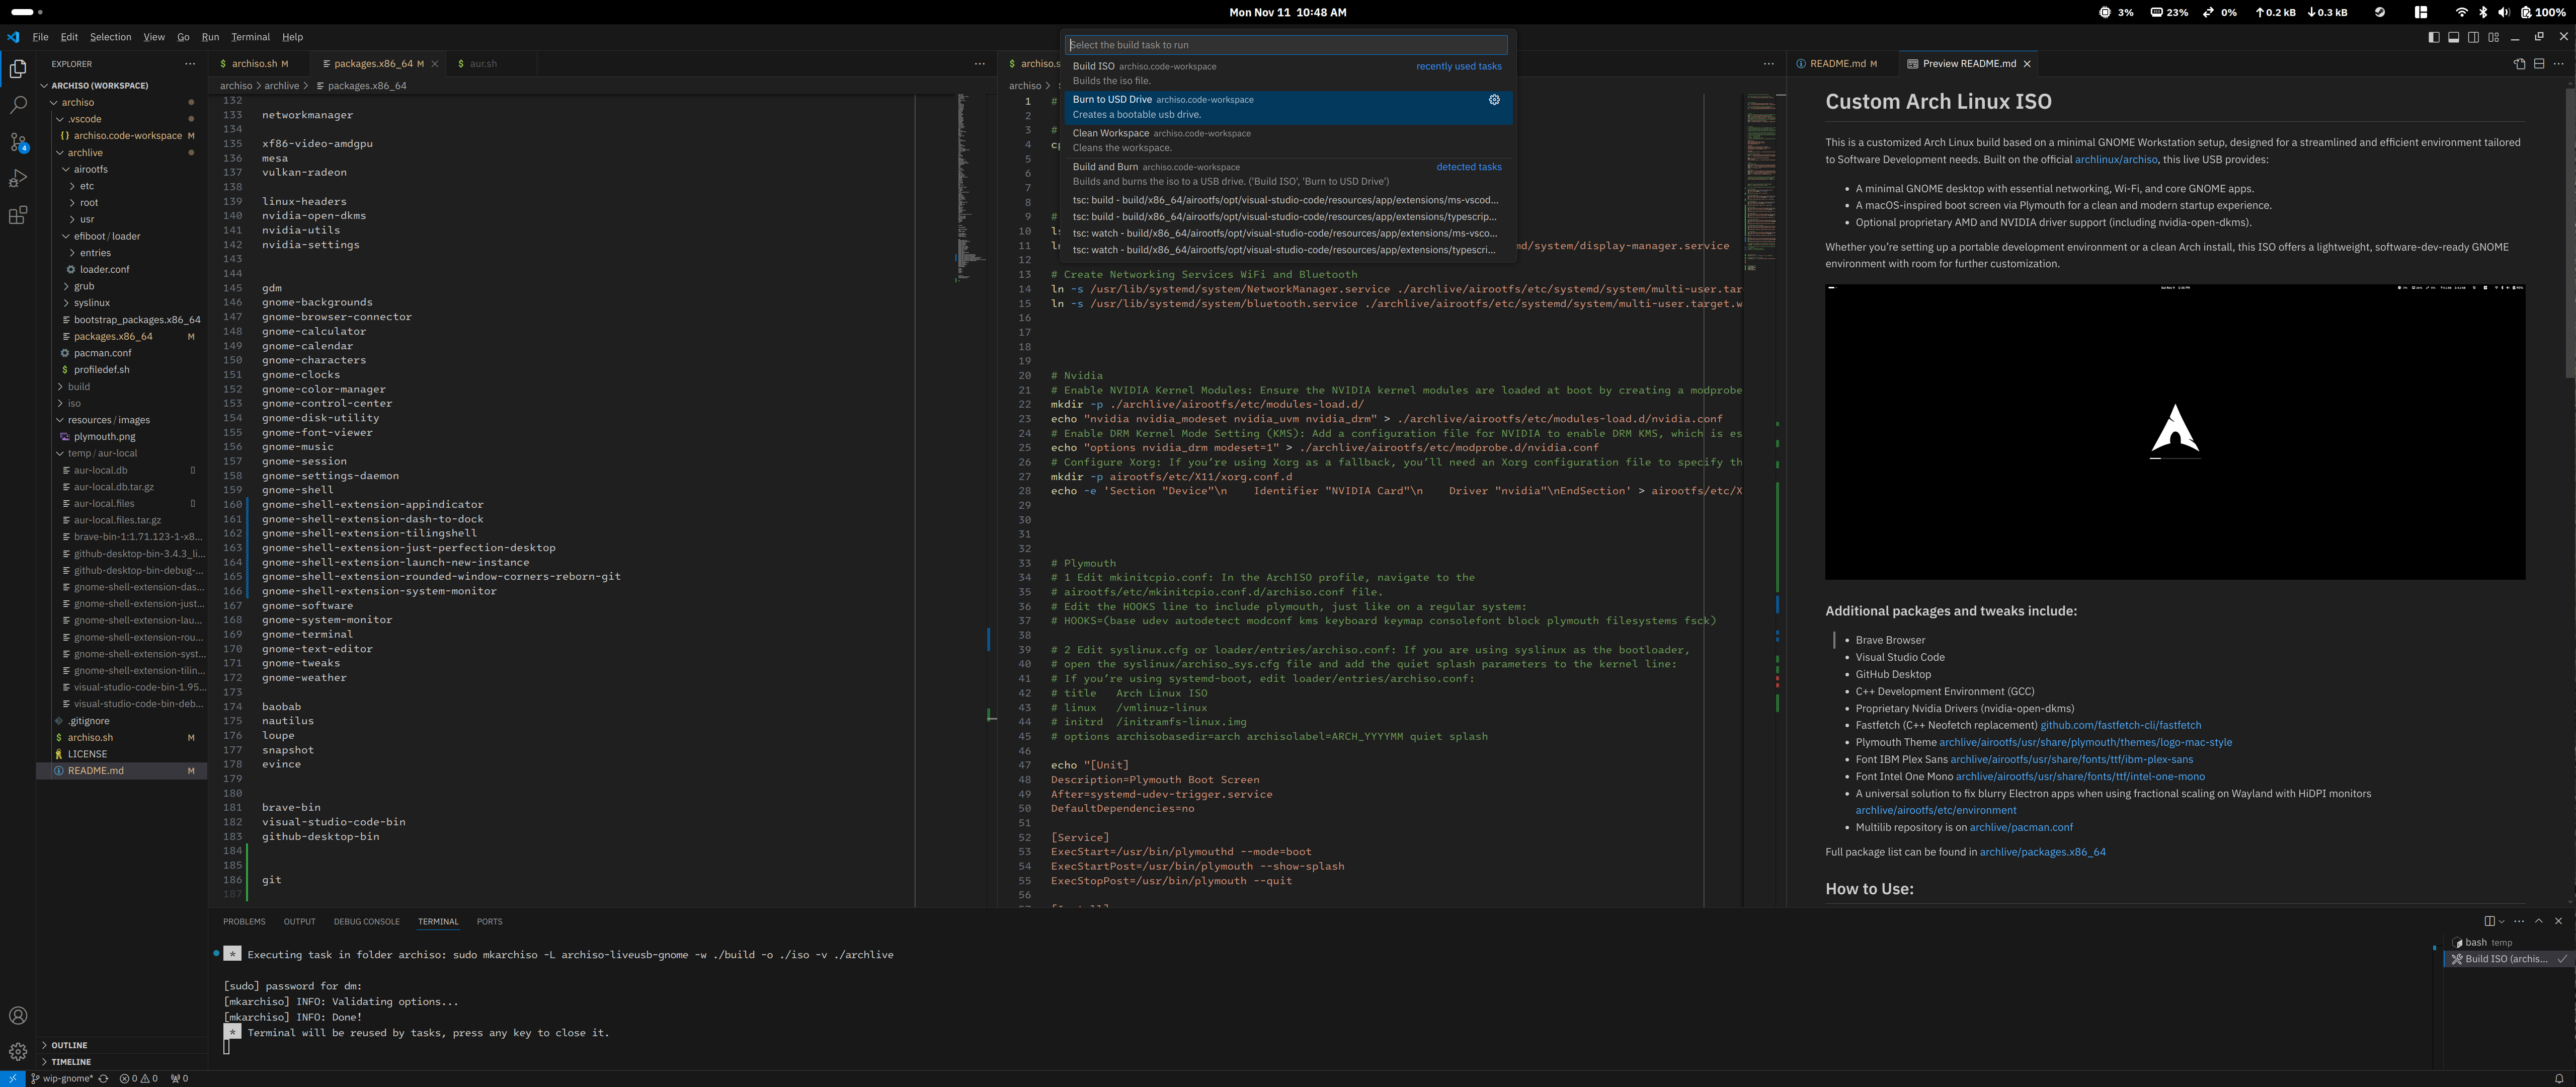 Mon Nov 11 10:48 AM
3% 23% 0% 0.2 kB 0.3 kB 100%
File Edit Selection View Go Run Terminal Help
EXPLORER
ARCHISO (WORKSPACE)
archiso
.vscode
archiso.code-workspace M
archlive
airootfs
etc
root
usr
efiboot / loader
entries
loader.conf
grub
syslinux
bootstrap_packages.x86_64
packages.x86_64 M
pacman.conf
profiledef.sh
build
iso
resources / images
plymouth.png
temp / aur-local
aur-local.db
aur-local.db.tar.gz
aur-local.files
aur-local.files.tar.gz
brave-bin-1:1.71.123-1-x8...
github-desktop-bin-3.4.3_li...
github-desktop-bin-debug-...
gnome-shell-extension-das...
gnome-shell-extension-just...
gnome-shell-extension-lau...
gnome-shell-extension-rou...
gnome-shell-extension-syst...
gnome-shell-extension-tilin...
visual-studio-code-bin-1.95...
visual-studio-code-bin-deb...
.gitignore
archiso.sh M
LICENSE
README.md M
OUTLINE
TIMELINE
4
archiso.sh M packages.x86_64 M aur.sh
archiso > archlive > packages.x86_64
132
133 networkmanager
134
135 xf86-video-amdgpu
136 mesa
137 vulkan-radeon
138
139 linux-headers
140 nvidia-open-dkms
141 nvidia-utils
142 nvidia-settings
143
144
145 gdm
146 gnome-backgrounds
147 gnome-browser-connector
148 gnome-calculator
149 gnome-calendar
150 gnome-characters
151 gnome-clocks
152 gnome-color-manager
153 gnome-control-center
154 gnome-disk-utility
155 gnome-font-viewer
156 gnome-music
157 gnome-session
158 gnome-settings-daemon
159 gnome-shell
160 gnome-shell-extension-appindicator
161 gnome-shell-extension-dash-to-dock
162 gnome-shell-extension-tilingshell
163 gnome-shell-extension-just-perfection-desktop
164 gnome-shell-extension-launch-new-instance
165 gnome-shell-extension-rounded-window-corners-reborn-git
166 gnome-shell-extension-system-monitor
167 gnome-software
168 gnome-system-monitor
169 gnome-terminal
170 gnome-text-editor
171 gnome-tweaks
172 gnome-weather
173
174 baobab
175 nautilus
176 loupe
177 snapshot
178 evince
179
180
181 brave-bin
182 visual-studio-code-bin
183 github-desktop-bin
184
185
186 git
187
Select the build task to run
Build ISO archiso.code-workspace recently used tasks
Builds the iso file.
Burn to USD Drive archiso.code-workspace
Creates a bootable usb drive.
Clean Workspace archiso.code-workspace
Cleans the workspace.
Build and Burn archiso.code-workspace detected tasks
Builds and burns the iso to a USB drive. ('Build ISO', 'Burn to USD Drive')
tsc: build - build/x86_64/airootfs/opt/visual-studio-code/resources/app/extensions/ms-vscod...
tsc: build - build/x86_64/airootfs/opt/visual-studio-code/resources/app/extensions/typescrip...
tsc: watch - build/x86_64/airootfs/opt/visual-studio-code/resources/app/extensions/ms-vsco...
tsc: watch - build/x86_64/airootfs/opt/visual-studio-code/resources/app/extensions/typescri...
archiso.s
archiso >
1 #
2
3 #
4 cp
5
6
7
8
9 #
10 ls
11 ln md/system/display-manager.service
12
13 # Create Networking Services WiFi and Bluetooth
14 ln -s /usr/lib/systemd/system/NetworkManager.service ./archlive/airootfs/etc/systemd/system/multi-user.tar
15 ln -s /usr/lib/systemd/system/bluetooth.service ./archlive/airootfs/etc/systemd/system/multi-user.target.w
16
17
18
19
20 # Nvidia
21 # Enable NVIDIA Kernel Modules: Ensure the NVIDIA kernel modules are loaded at boot by creating a modprobe
22 mkdir -p ./archlive/airootfs/etc/modules-load.d/
23 echo "nvidia nvidia_modeset nvidia_uvm nvidia_drm" > ./archlive/airootfs/etc/modules-load.d/nvidia.conf
24 # Enable DRM Kernel Mode Setting (KMS): Add a configuration file for NVIDIA to enable DRM KMS, which is es
25 echo "options nvidia_drm modeset=1" > ./archlive/airootfs/etc/modprobe.d/nvidia.conf
26 # Configure Xorg: If you're using Xorg as a fallback, you'll need an Xorg configuration file to specify th
27 mkdir -p airootfs/etc/X11/xorg.conf.d
28 echo -e 'Section "Device"\n    Identifier "NVIDIA Card"\n    Driver "nvidia"\nEndSection' > airootfs/etc/X
29
30
31
32
33 # Plymouth
34 # 1 Edit mkinitcpio.conf: In the ArchISO profile, navigate to the
35 # airootfs/etc/mkinitcpio.conf.d/archiso.conf file.
36 # Edit the HOOKS line to include plymouth, just like on a regular system:
37 # HOOKS=(base udev autodetect modconf kms keyboard keymap consolefont block plymouth filesystems fsck)
38
39 # 2 Edit syslinux.cfg or loader/entries/archiso.conf: If you are using syslinux as the bootloader,
40 # open the syslinux/archiso_sys.cfg file and add the quiet splash parameters to the kernel line:
41 # If you're using systemd-boot, edit loader/entries/archiso.conf:
42 # title   Arch Linux ISO
43 # linux   /vmlinuz-linux
44 # initrd  /initramfs-linux.img
45 # options archisobasedir=arch archisolabel=ARCH_YYYYMM quiet splash
46
47 echo "[Unit]
48 Description=Plymouth Boot Screen
49 After=systemd-udev-trigger.service
50 DefaultDependencies=no
51
52 [Service]
53 ExecStart=/usr/bin/plymouthd --mode=boot
54 ExecStartPost=/usr/bin/plymouth --show-splash
55 ExecStopPost=/usr/bin/plymouth --quit
56
README.md M Preview README.md
Custom Arch Linux ISO
This is a customized Arch Linux build based on a minimal GNOME Workstation setup, designed for a streamlined and efficient environment tailored
to Software Development needs. Built on the official archlinux/archiso, this live USB provides:
• A minimal GNOME desktop with essential networking, Wi-Fi, and core GNOME apps.
• A macOS-inspired boot screen via Plymouth for a clean and modern startup experience.
• Optional proprietary AMD and NVIDIA driver support (including nvidia-open-dkms).
Whether you're setting up a portable development environment or a clean Arch install, this ISO offers a lightweight, software-dev-ready GNOME
environment with room for further customization.
Additional packages and tweaks include:
• Brave Browser
• Visual Studio Code
• GitHub Desktop
• C++ Development Environment (GCC)
• Proprietary Nvidia Drivers (nvidia-open-dkms)
• Fastfetch (C++ Neofetch replacement) github.com/fastfetch-cli/fastfetch
• Plymouth Theme archlive/airootfs/usr/share/plymouth/themes/logo-mac-style
• Font IBM Plex Sans archlive/airootfs/usr/share/fonts/ttf/ibm-plex-sans
• Font Intel One Mono archlive/airootfs/usr/share/fonts/ttf/intel-one-mono
• A universal solution to fix blurry Electron apps when using fractional scaling on Wayland with HiDPI monitors
archlive/airootfs/etc/environment
• Multilib repository is on archlive/pacman.conf
Full package list can be found in archlive/packages.x86_64
How to Use:
PROBLEMS OUTPUT DEBUG CONSOLE TERMINAL PORTS
* Executing task in folder archiso: sudo mkarchiso -L archiso-liveusb-gnome -w ./build -o ./iso -v ./archlive
[sudo] password for dm:
[mkarchiso] INFO: Validating options...
[mkarchiso] INFO: Done!
* Terminal will be reused by tasks, press any key to close it.
bash temp
Build ISO (archis...
wip-gnome* 0 0 0